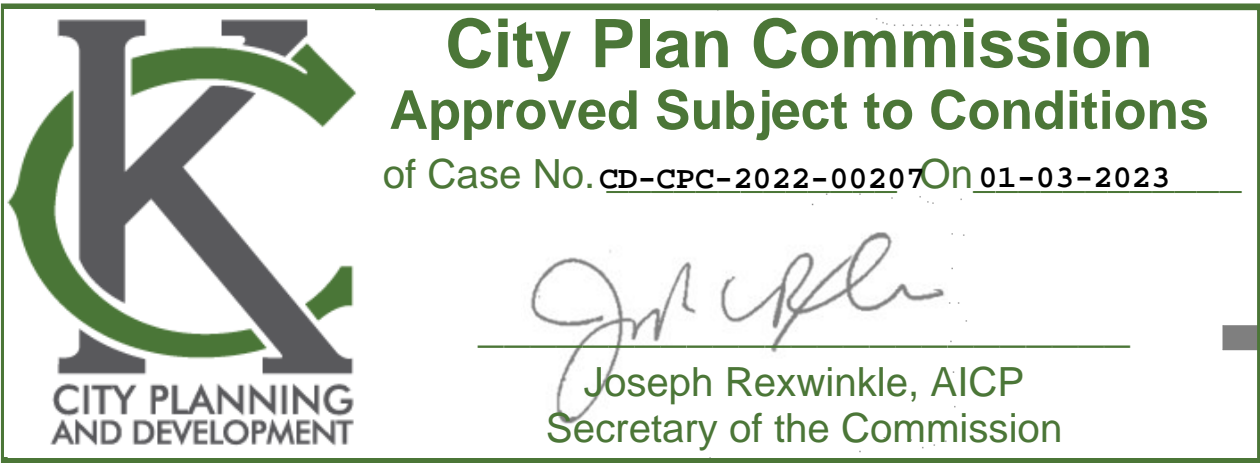 KC
CITY PLANNING
AND DEVELOPMENT
City Plan Commission
Approved Subject to Conditions
of Case No. CD-CPC-2022-00207 On 01-03-2023
Joseph Rexwinkle, AICP
Secretary of the Commission